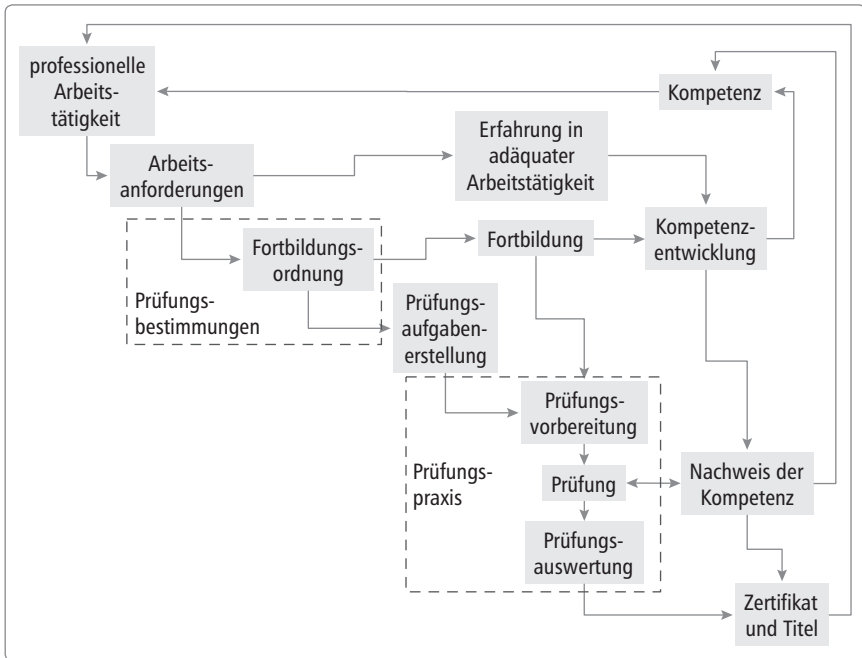 professionelle
Arbeits-
tätigkeit
Kompetenz
Arbeits-
anforderungen
Erfahrung in
adäquater
Arbeitstätigkeit
Fortbildungs-
ordnung
Fortbildung
Kompetenz-
entwicklung
Prüfungs-
bestimmungen
Prüfungs-
aufgaben-
erstellung
Prüfungs-
vorbereitung
Prüfungs-
praxis
Prüfung
Nachweis der
Kompetenz
Prüfungs-
auswertung
Zertifikat
und Titel